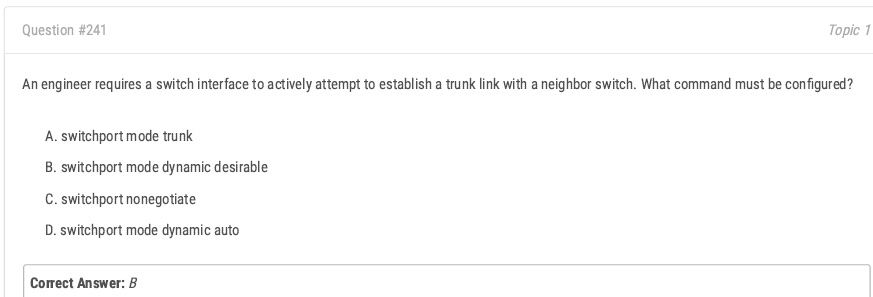 Question #241
Topic 1
An engineer requires a switch interface to actively attempt to establish a trunk link with a neighbor switch. What command must be configured?
A. switchport mode trunk
B. switchport mode dynamic desirable
C. switchport nonegotiate
D. switchport mode dynamic auto
Correct Answer: B